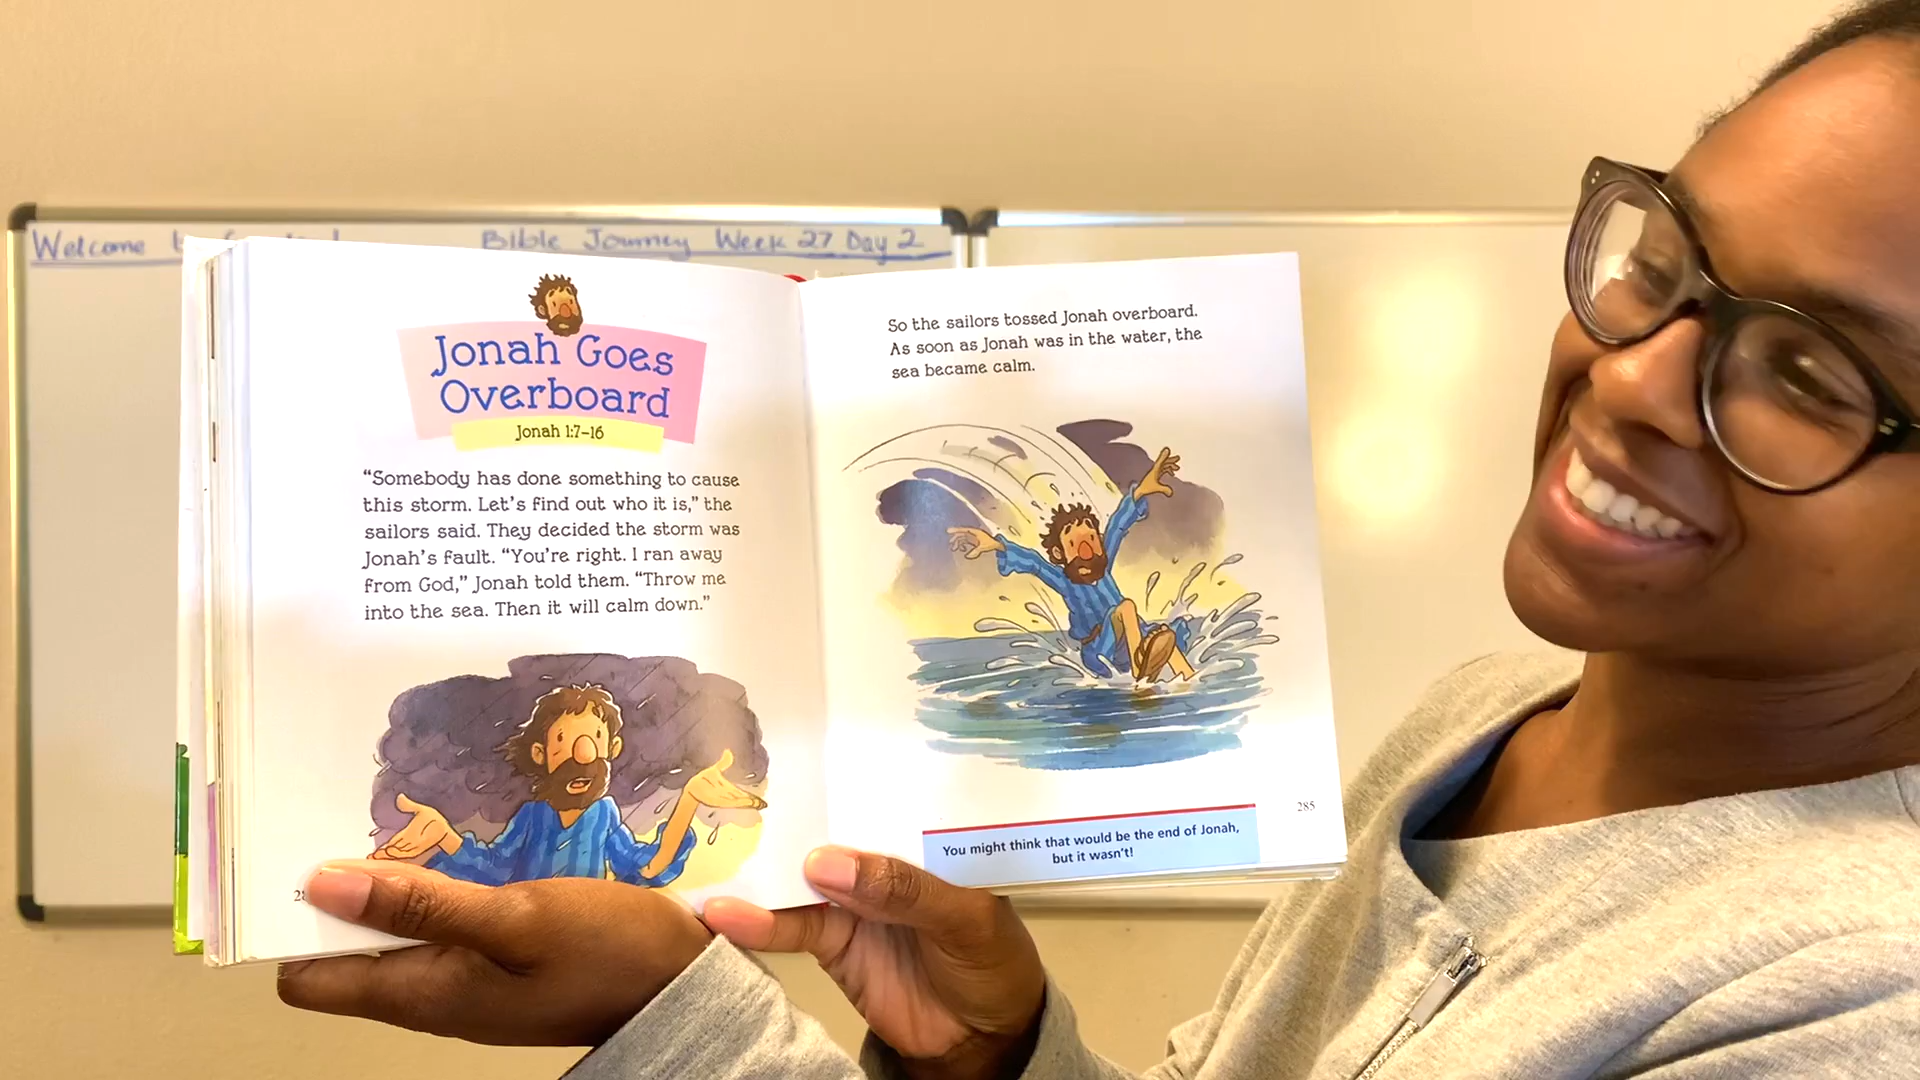 Welcome
Bible Journey Week 27 Day 2
Jonah Goes
Overboard
Jonah 1:7–16
“Somebody has done something to cause
this storm. Let’s find out who it is,” the
sailors said. They decided the storm was
Jonah’s fault. “You’re right. I ran away
from God,” Jonah told them. “Throw me
into the sea. Then it will calm down.”
So the sailors tossed Jonah overboard.
As soon as Jonah was in the water, the
sea became calm.
285
You might think that would be the end of Jonah,
but it wasn’t!